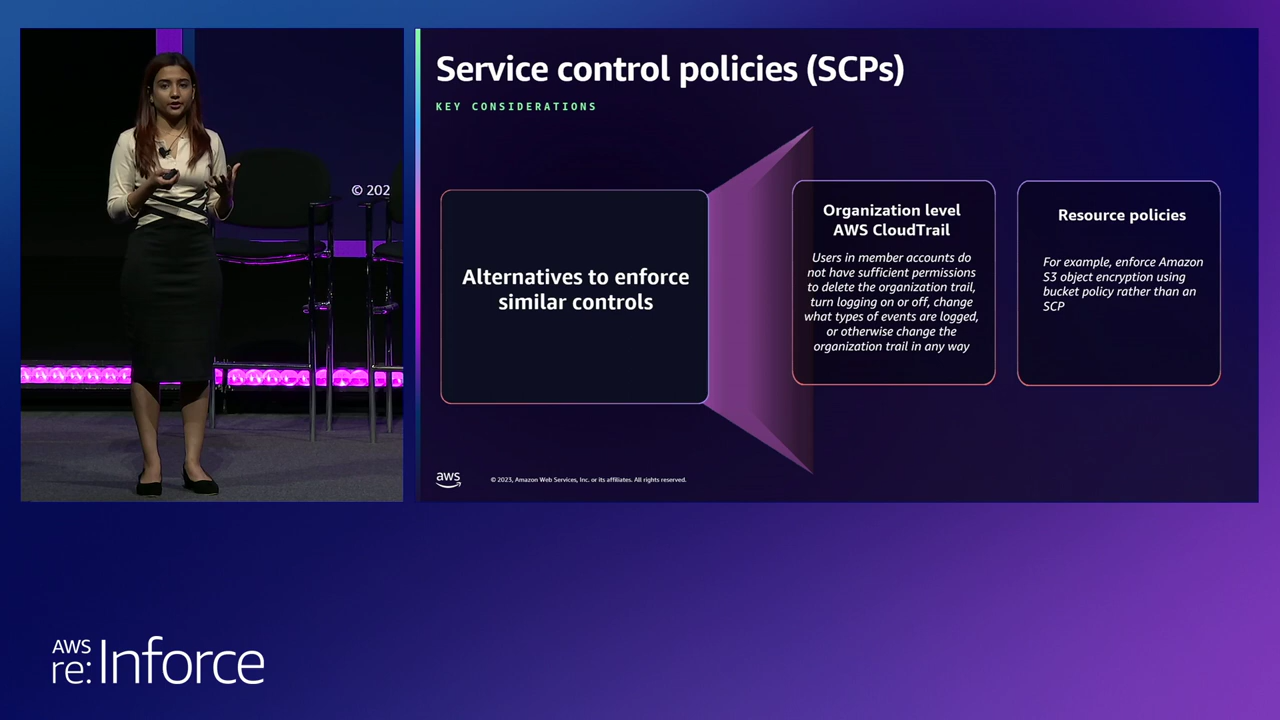 © 202
Service control policies (SCPs)
KEY CONSIDERATIONS
Alternatives to enforce
similar controls
Organization level
AWS CloudTrail
Users in member accounts do
not have sufficient permissions
to delete the organization trail,
turn logging on or off, change
what types of events are logged,
or otherwise change the
organization trail in any way
Resource policies
For example, enforce Amazon
S3 object encryption using
bucket policy rather than an
SCP
aws
© 2023, Amazon Web Services, Inc. or its affiliates. All rights reserved.
AWS
re:Inforce